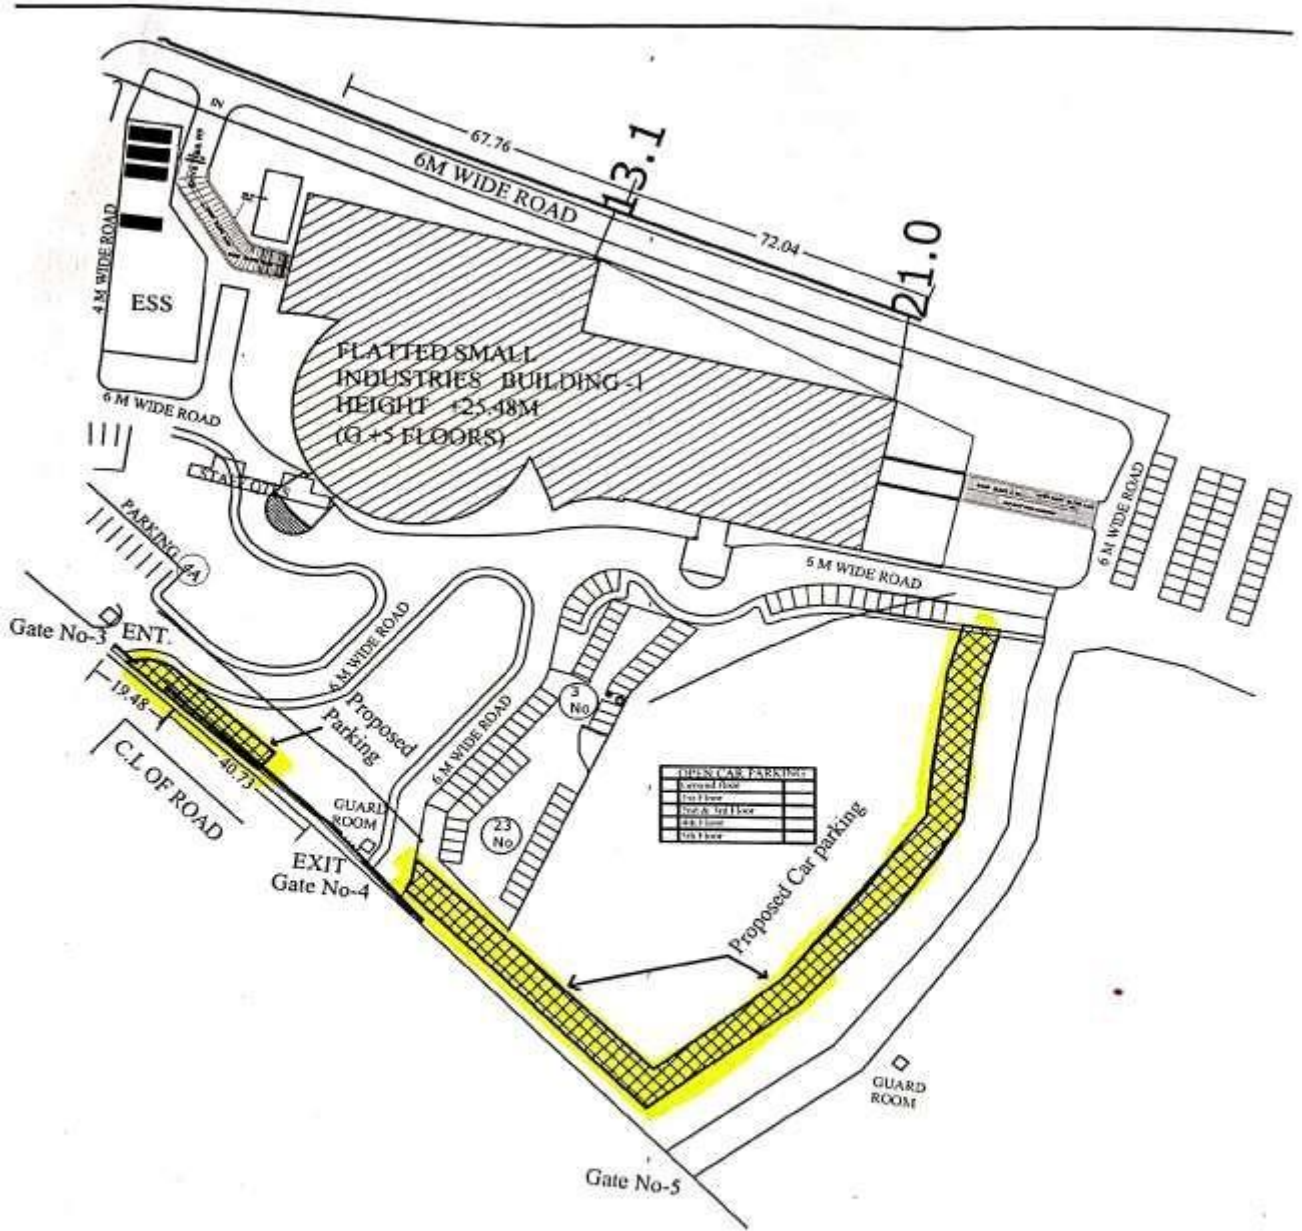 IN
67.76
6M WIDE ROAD
13.1
72.04
21.0
4 M WIDE ROAD
ESS
FLATTED SMALL
INDUSTRIES BUILDING -1
HEIGHT +25.48M
(G +5 FLOORS)
6 M WIDE ROAD
6 M WIDE ROAD
6 M WIDE ROAD
PARKING 4A
Gate No-3 ENT.
6 M WIDE ROAD
Proposed
Parking
19.48
40.73
C.L OF ROAD
6 M WIDE ROAD
3
No
23
No
OPEN CAR PARKING
Ground floor
1st Floor
2nd & 3rd Floor
4th Floor
5th Floor
GUARD
ROOM
EXIT
Gate No-4
Proposed Car parking
GUARD
ROOM
Gate No-5